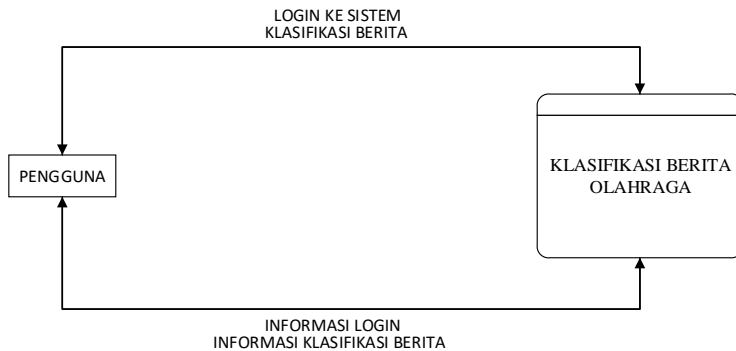 LOGIN KE SISTEM
KLASIFIKASI BERITA
PENGGUNA
KLASIFIKASI BERITA
OLAHRAGA
INFORMASI LOGIN
INFORMASI KLASIFIKASI BERITA